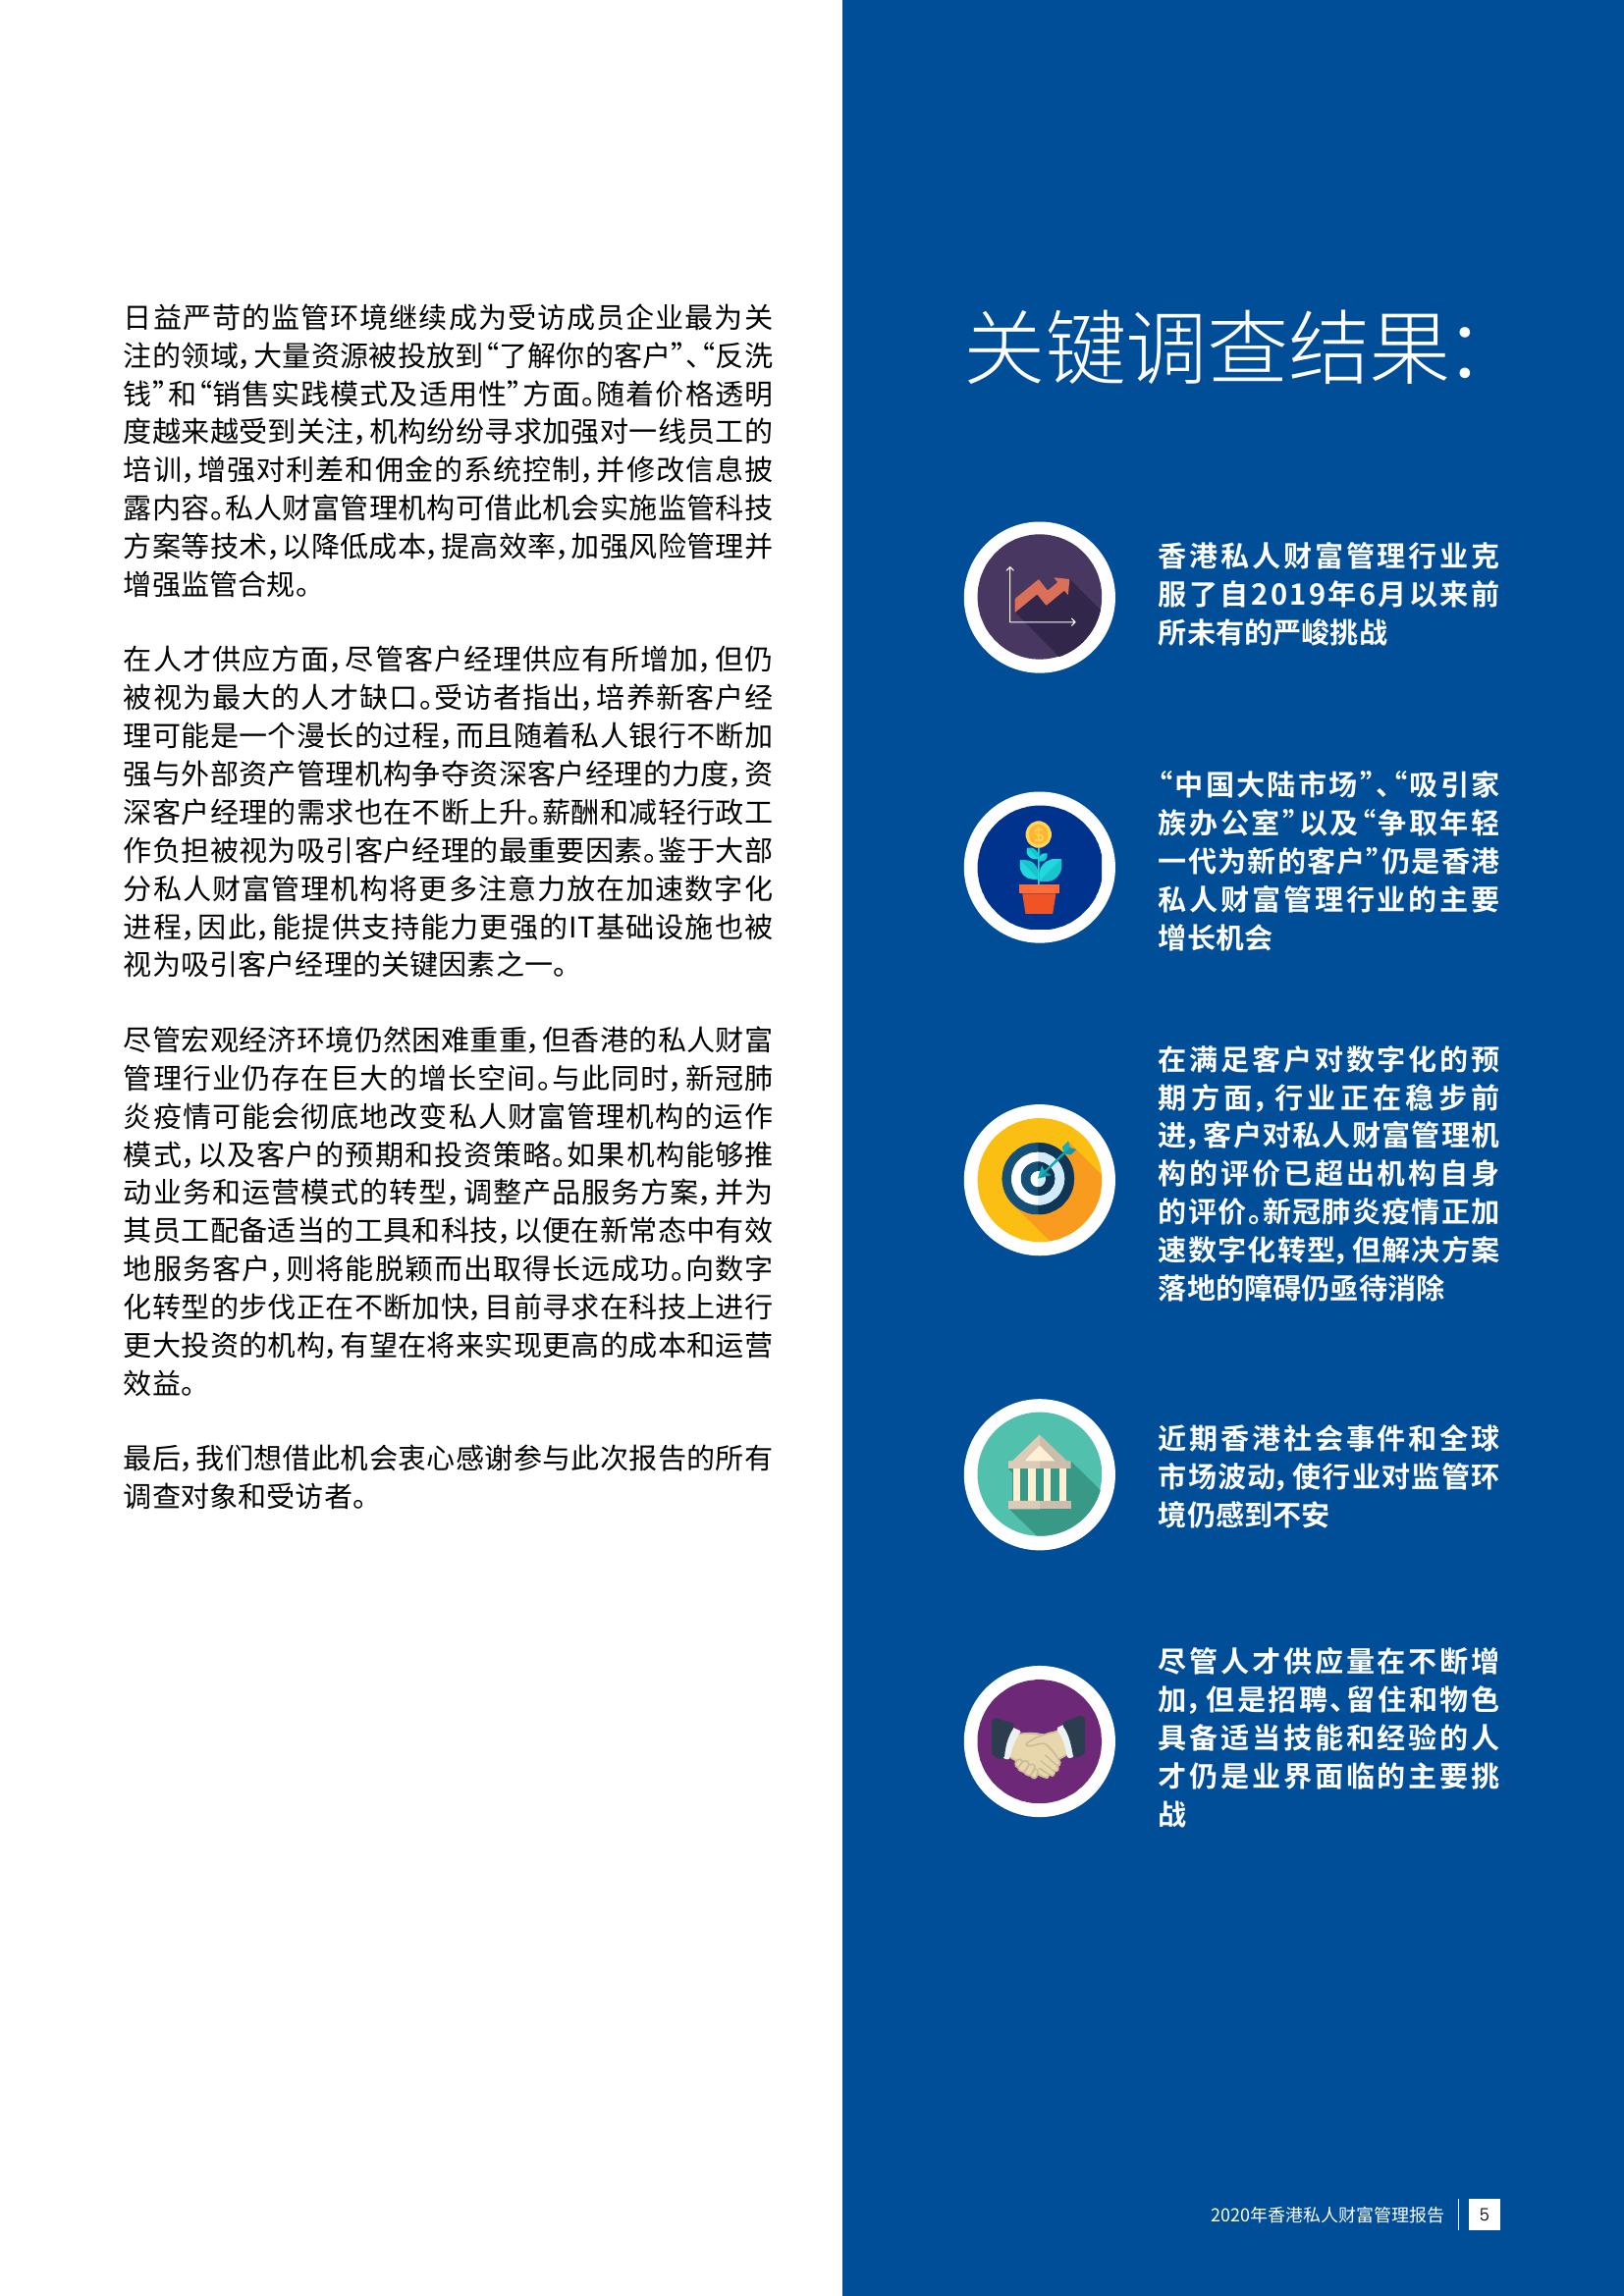 日益严苛的监管环境继续成为受访成员企业最为关
注的领域，大量资源被投放到“了解你的客户”、“反洗
钱”和“销售实践模式及适用性”方面。随着价格透明
度越来越受到关注，机构纷纷寻求加强对一线员工的
培训，增强对利差和佣金的系统控制，并修改信息披
露内容。私人财富管理机构可借此机会实施监管科技
方案等技术，以降低成本，提高效率，加强风险管理并
增强监管合规。
在人才供应方面，尽管客户经理供应有所增加，但仍
被视为最大的人才缺口。受访者指出，培养新客户经
理可能是一个漫长的过程，而且随着私人银行不断加
强与外部资产管理机构争夺资深客户经理的力度，资
深客户经理的需求也在不断上升。薪酬和减轻行政工
作负担被视为吸引客户经理的最重要因素。鉴于大部
分私人财富管理机构将更多注意力放在加速数字化
进程，因此，能提供支持能力更强的IT基础设施也被
视为吸引客户经理的关键因素之一。
尽管宏观经济环境仍然困难重重，但香港的私人财富
管理行业仍存在巨大的增长空间。与此同时，新冠肺
炎疫情可能会彻底地改变私人财富管理机构的运作
模式，以及客户的预期和投资策略。如果机构能够推
动业务和运营模式的转型，调整产品服务方案，并为
其员工配备适当的工具和科技，以便在新常态中有效
地服务客户，则将能脱颖而出取得长远成功。向数字
化转型的步伐正在不断加快，目前寻求在科技上进行
更大投资的机构，有望在将来实现更高的成本和运营
效益。
最后，我们想借此机会衷心感谢参与此次报告的所有
调查对象和受访者。
关键调查结果：
香港私人财富管理行业克
服了自2019年6月以来前
所未有的严峻挑战
“中国大陆市场”、“吸引家
族办公室”以及“争取年轻
一代为新的客户”仍是香港
私人财富管理行业的主要
增长机会
在满足客户对数字化的预
期方面，行业正在稳步前
进，客户对私人财富管理机
构的评价已超出机构自身
的评价。新冠肺炎疫情正加
速数字化转型，但解决方案
落地的障碍仍亟待消除
近期香港社会事件和全球
市场波动，使行业对监管环
境仍感到不安
尽管人才供应量在不断增
加，但是招聘、留住和物色
具备适当技能和经验的人
才仍是业界面临的主要挑
战
2020年香港私人财富管理报告 5